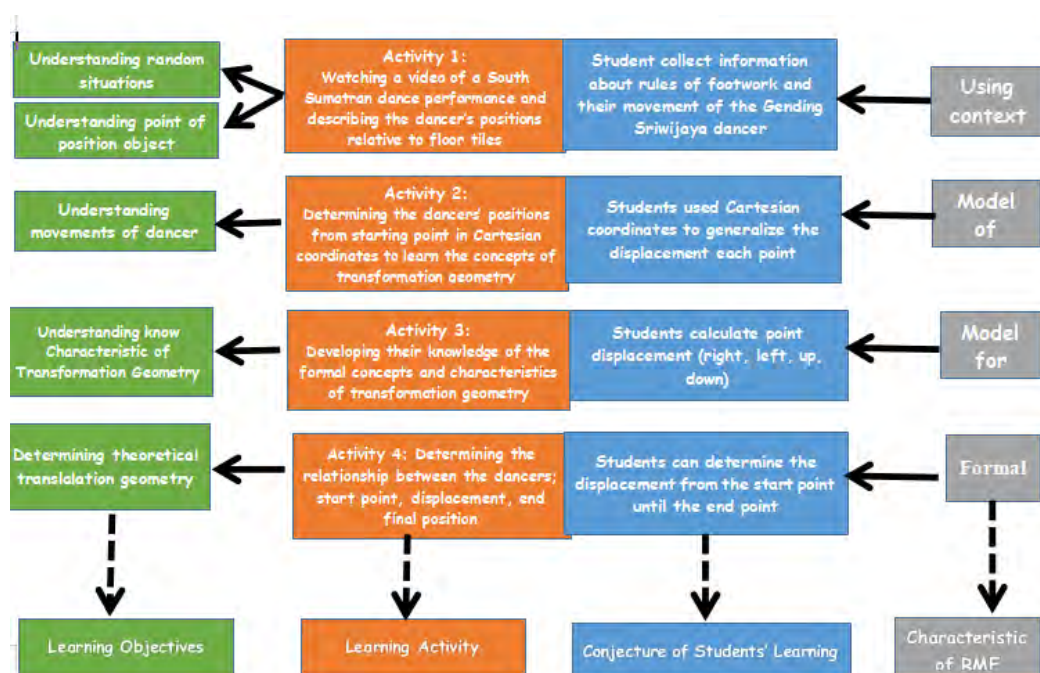 Understanding random
situations
Understanding point of
position object
Activity 1:
Watching a video of a South
Sumatran dance performance and
describing the dancer's positions
relative to floor tiles
Student collect information
about rules of footwork and
their movement of the Gending
Sriwijaya dancer
Using
context
Understanding
movements of dancer
Activity 2:
Determining the dancers' positions
from starting point in Cartesian
coordinates to learn the concepts of
transformation geometry
Students used Cartesian
coordinates to generalize the
displacement each point
Model
of
Understanding know
Characteristic of
Transformation Geometry
Activity 3:
Developing their knowledge of the
formal concepts and characteristics
of transformation geometry
Students calculate point
displacement (right, left, up,
down)
Model
for
Determining theoretical
translalation geometry
Activity 4: Determining the
relationship between the dancers;
start point, displacement, end
final position
Students can determine the
displacement from the start point
until the end point
Formal
Learning Objectives
Learning Activity
Conjecture of Students' Learning
Characteristic
of RME